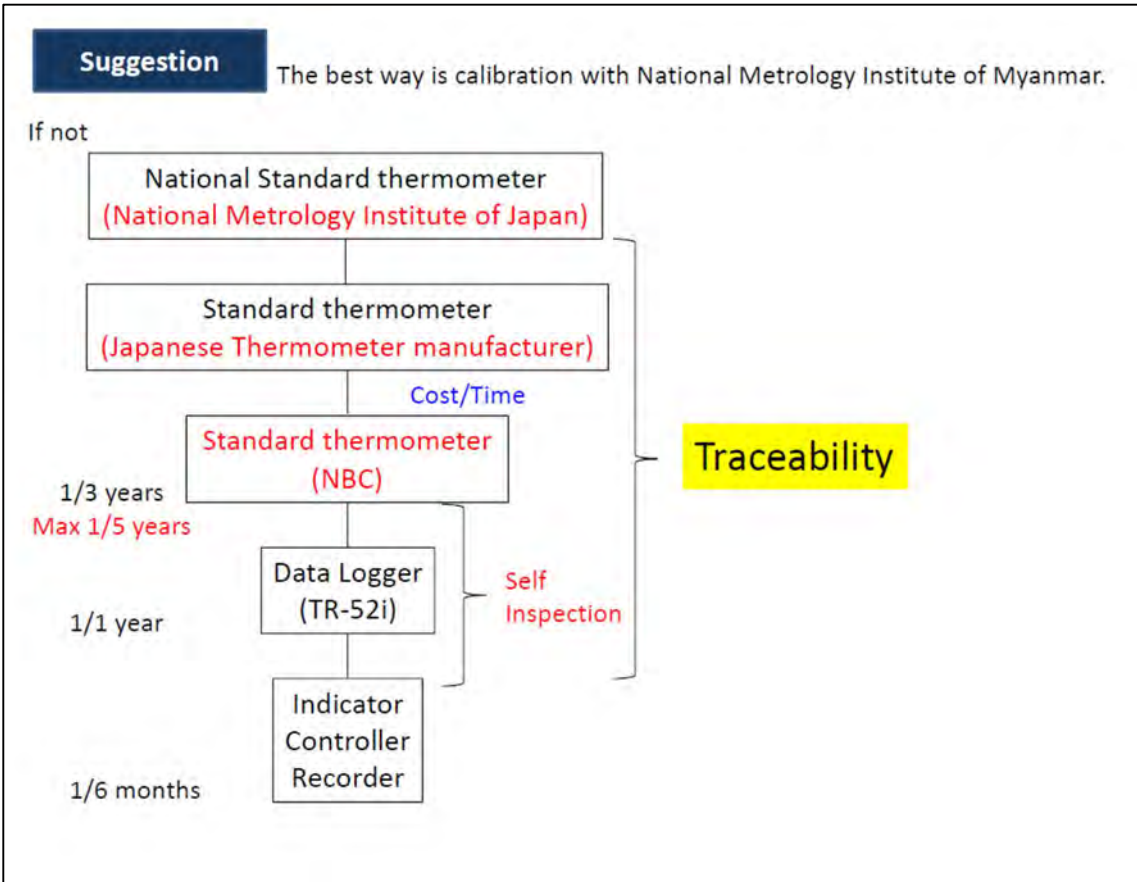 Suggestion
The best way is calibration with National Metrology Institute of Myanmar.
If not
National Standard thermometer
(National Metrology Institute of Japan)
Standard thermometer
(Japanese Thermometer manufacturer)
Cost/Time
Standard thermometer
(NBC)
1/3 years
Max 1/5 years
Traceability
Data Logger
(TR-52i)
Self
Inspection
1/1 year
Indicator
Controller
Recorder
1/6 months